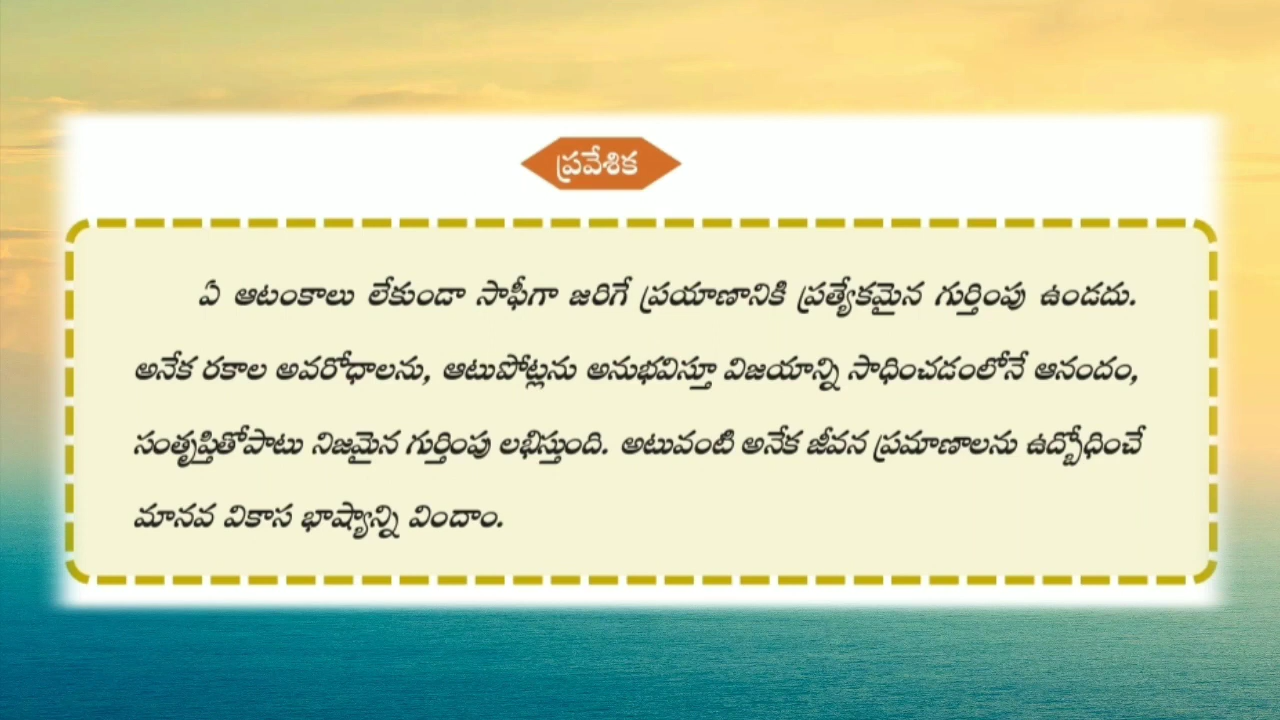 ప్రవేశిక
ఏ ఆటంకాలు లేకుండా సాఫీగా జరిగే ప్రయాణానికి ప్రత్యేకమైన గుర్తింపు ఉండదు.
అనేక రకాల అవరోధాలను, ఆటుపోట్లను అనుభవిస్తూ విజయాన్ని సాధించడంలోనే ఆనందం,
సంతృప్తితోపాటు నిజమైన గుర్తింపు లభిస్తుంది. అటువంటి అనేక జీవన ప్రమాణాలను ఉద్బోధించే
మానవ వికాస భాష్యాన్ని విందాం.